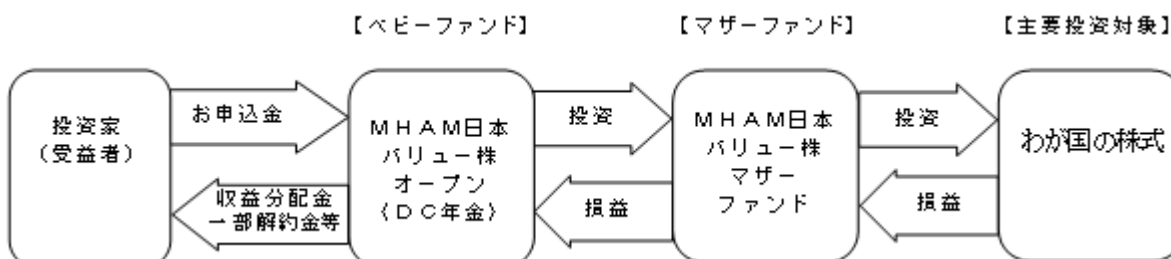 【ベビーファンド】
【マザーファンド】
【主要投資対象】
投資家
（受益者）
お申込金
収益分配金
一部解約金等
ＭＨＡＭ日本
バリュー株
オープン
（ＤＣ年金）
投資
損益
ＭＨＡＭ日本
バリュー株
マザー
ファンド
投資
損益
わが国の株式